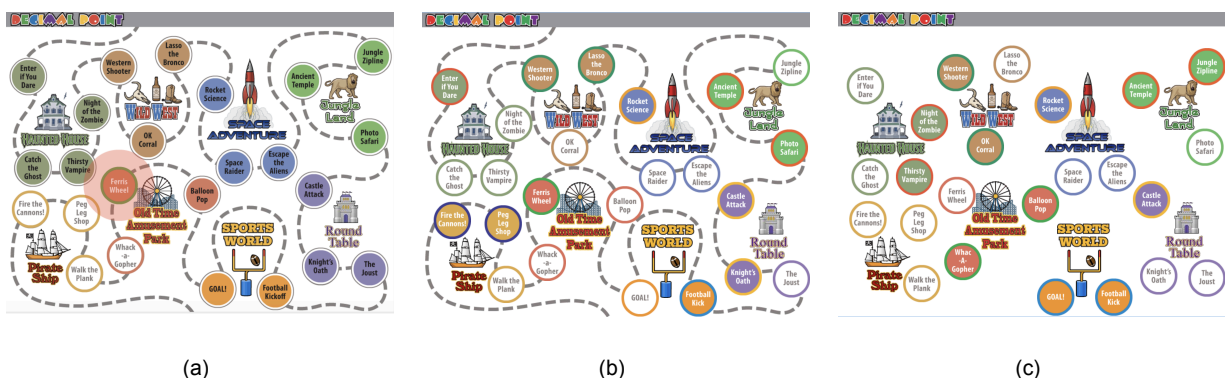 DECIMAL POINT
Lasso the Bronco
Jungle Zipline
Western Shooter
Enter if You Dare
Rocket Science
Ancient Temple
Night of the Zombie
WILD WEST
JUNGLE LAND
HAUNTED HOUSE
SPACE ADVENTURE
OK Corral
Photo Safari
Catch the Ghost
Thirsty Vampire
Space Raider
Escape the Aliens
Ferris Wheel
Balloon Pop
Castle Attack
Fire the Cannons!
Peg Leg Shop
Old Time Amusement Park
SPORTS WORLD
ROUND TABLE
Whack -a- Gopher
Pirate Ship
Walk the Plank
Knight's Oath
The Joust
GOAL!
Football Kickoff
(a)
DECIMAL POINT
Lasso the Bronco
Jungle Zipline
Western Shooter
Enter if You Dare
Rocket Science
Ancient Temple
Night of the Zombie
WILD WEST
JUNGLE LAND
HAUNTED HOUSE
SPACE ADVENTURE
OK Corral
Photo Safari
Catch the Ghost
Thirsty Vampire
Space Raider
Escape the Aliens
Ferris Wheel
Balloon Pop
Castle Attack
Fire the Cannons!
Peg Leg Shop
Old Time Amusement Park
SPORTS WORLD
ROUND TABLE
Whack -a- Gopher
Pirate Ship
Walk the Plank
Knight's Oath
The Joust
GOAL!
Football Kick
(b)
DECIMAL POINT
Lasso the Bronco
Jungle Zipline
Western Shooter
Enter if You Dare
Rocket Science
Ancient Temple
Night of the Zombie
WILD WEST
JUNGLE LAND
HAUNTED HOUSE
SPACE ADVENTURE
OK Corral
Photo Safari
Catch the Ghost
Thirsty Vampire
Space Raider
Escape the Aliens
Ferris Wheel
Balloon Pop
Castle Attack
Fire the Cannons!
Peg Leg Shop
Old Time Amusement Park
SPORTS WORLD
ROUND TABLE
Whac -A- Gopher
Pirate Ship
Walk the Plank
Knight's Oath
The Joust
GOAL!
Football Kick
(c)